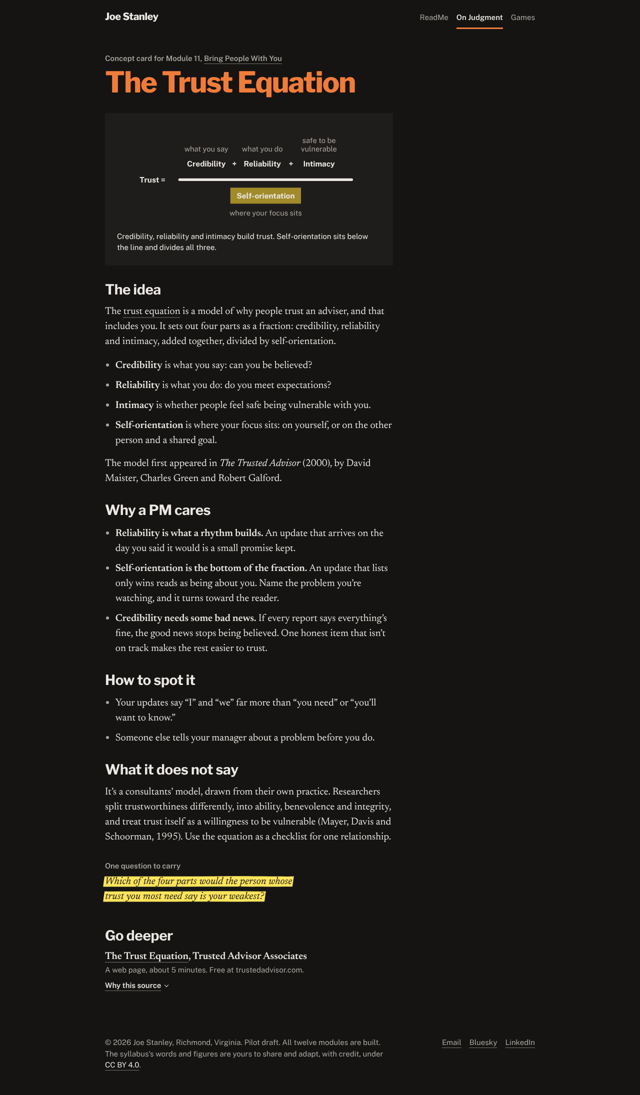 Joe Stanley
ReadMe On Judgment Games
Concept card for Module 11, Bring People With You
The Trust Equation
what you say what you do safe to be
vulnerable
Credibility + Reliability + Intimacy
Trust =
Self-orientation
where your focus sits
Credibility, reliability and intimacy build trust. Self-orientation sits below
the line and divides all three.
The idea
The trust equation is a model of why people trust an adviser, and that
includes you. It sets out four parts as a fraction: credibility, reliability
and intimacy, added together, divided by self-orientation.
• Credibility is what you say: can you be believed?
• Reliability is what you do: do you meet expectations?
• Intimacy is whether people feel safe being vulnerable with you.
• Self-orientation is where your focus sits: on yourself, or on the other
person and a shared goal.
The model first appeared in The Trusted Advisor (2000), by David
Maister, Charles Green and Robert Galford.
Why a PM cares
• Reliability is what a rhythm builds. An update that arrives on the
day you said it would is a small promise kept.
• Self-orientation is the bottom of the fraction. An update that lists
only wins reads as being about you. Name the problem you’re
watching, and it turns toward the reader.
• Credibility needs some bad news. If every report says everything’s
fine, the good news stops being believed. One honest item that isn’t
on track makes the rest easier to trust.
How to spot it
• Your updates say “I” and “we” far more than “you need” or “you’ll
want to know.”
• Someone else tells your manager about a problem before you do.
What it does not say
It’s a consultants’ model, drawn from their own practice. Researchers
split trustworthiness differently, into ability, benevolence and integrity,
and treat trust itself as a willingness to be vulnerable (Mayer, Davis and
Schoorman, 1995). Use the equation as a checklist for one relationship.
One question to carry
Which of the four parts would the person whose
trust you most need say is your weakest?
Go deeper
The Trust Equation, Trusted Advisor Associates
A web page, about 5 minutes. Free at trustedadvisor.com.
Why this source
© 2026 Joe Stanley, Richmond, Virginia. Pilot draft. All twelve modules are built.
The syllabus’s words and figures are yours to share and adapt, with credit, under
CC BY 4.0.
Email Bluesky LinkedIn